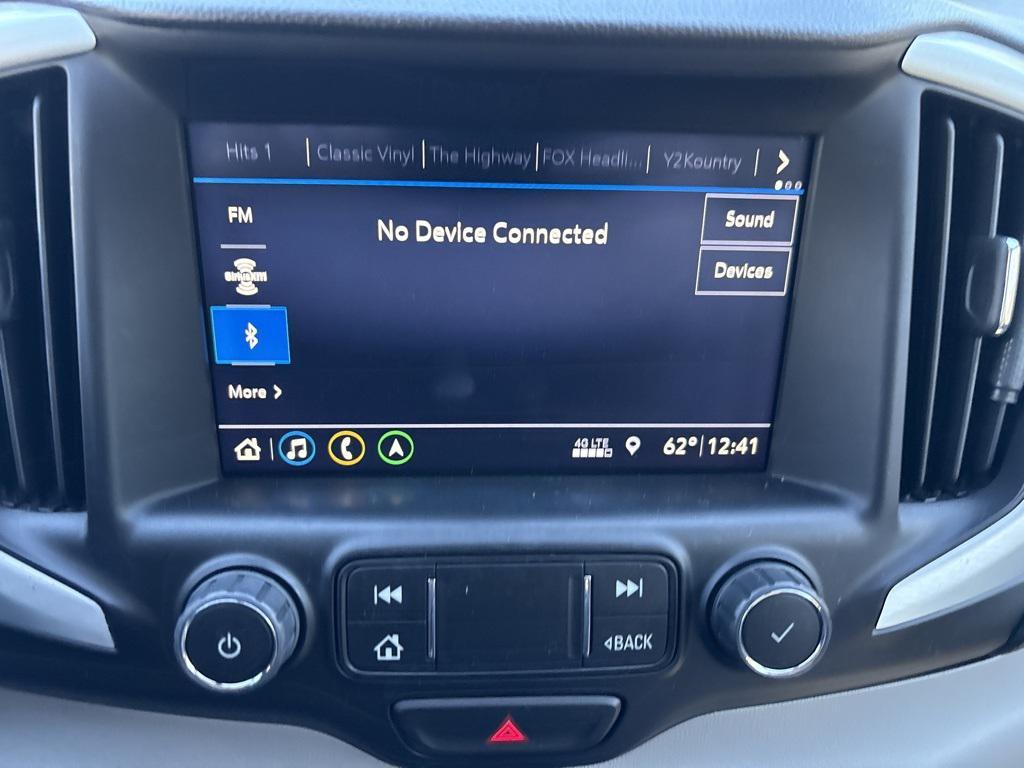 Hits 1 Classic Vinyl The Highway FOX Headli... Y2Kountry
FM
No Device Connected
Sound
SiriusXM
Devices
More
4G LTE 62° 12:41
BACK